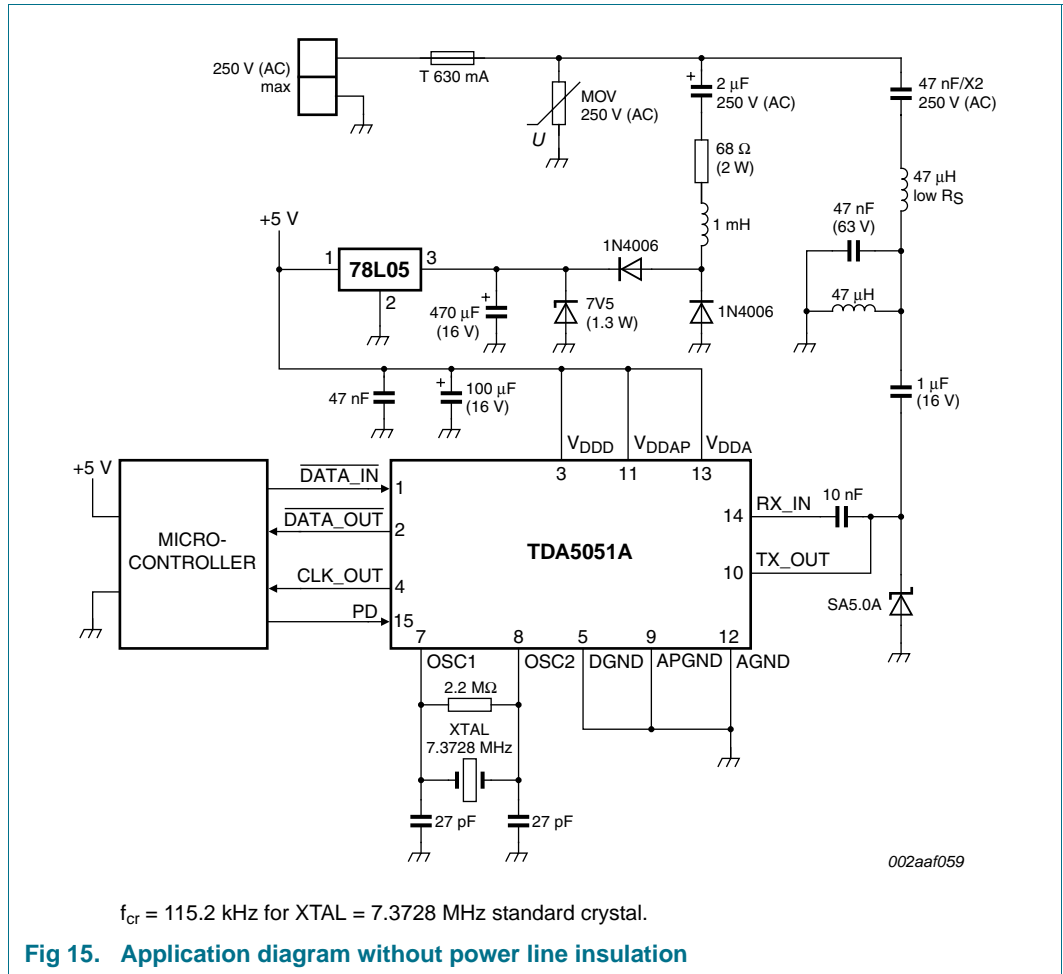 250 V (AC)
max
T 630 mA
MOV
250 V (AC)
U
+
2 μF
250 V (AC)
68 Ω
(2 W)
1 mH
47 nF/X2
250 V (AC)
47 μH
low RS
47 nF
(63 V)
47 μH
+5 V
1
78L05
3
2
470 μF
(16 V)
+
7V5
(1.3 W)
1N4006
1N4006
1 μF
(16 V)
47 nF
+
100 μF
(16 V)
VDDD
VDDAP
VDDA
3
11
13
+5 V
MICRO-
CONTROLLER
DATA_IN
1
DATA_OUT
2
CLK_OUT
4
PD
15
TDA5051A
14
RX_IN
10 nF
10
TX_OUT
SA5.0A
7
8
5
9
12
OSC1
OSC2
DGND
APGND
AGND
2.2 MΩ
XTAL
7.3728 MHz
27 pF
27 pF
002aaf059
fcr = 115.2 kHz for XTAL = 7.3728 MHz standard crystal.
Fig 15. Application diagram without power line insulation